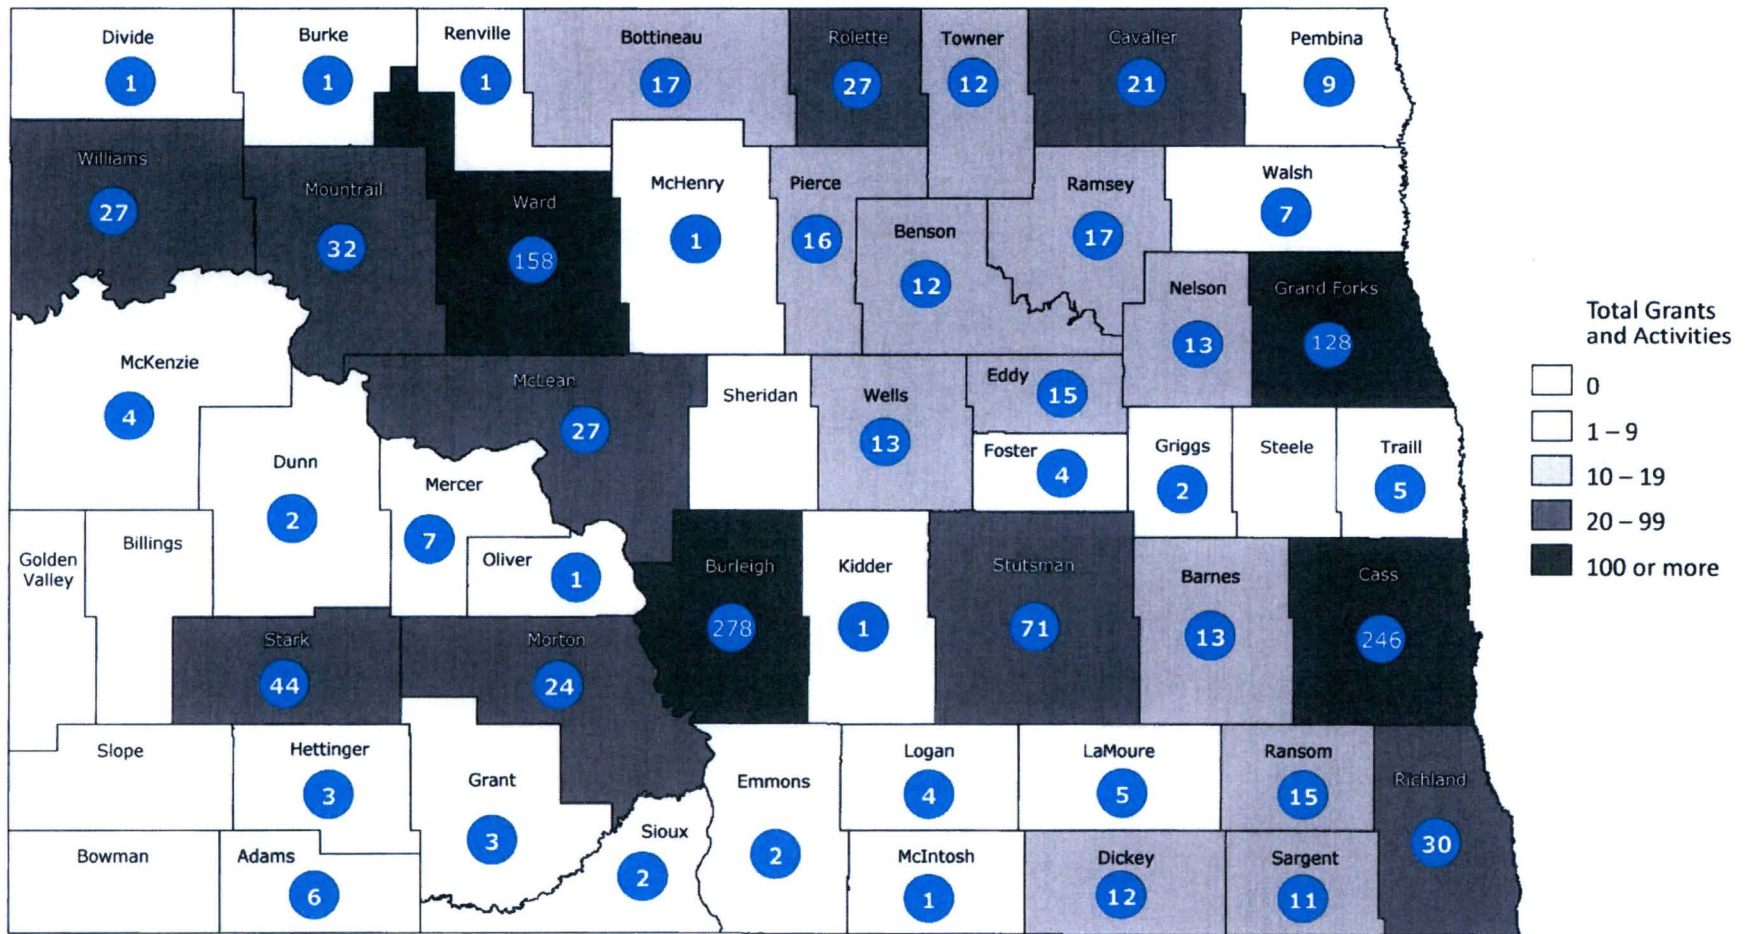 Divide
1
Burke
1
Renville
1
Bottineau
17
Rolette
27
Towner
12
Cavalier
21
Pembina
9
Williams
27
Mountrail
32
Ward
158
McHenry
1
Pierce
16
Benson
12
Ramsey
17
Walsh
7
Nelson
13
Grand Forks
128
McKenzie
4
Dunn
2
McLean
27
Mercer
7
Oliver
1
Sheridan
Wells
13
Eddy
15
Foster
4
Griggs
2
Steele
Traill
5
Golden
Valley
Billings
Stark
44
Morton
24
Burleigh
278
Kidder
1
Stutsman
71
Barnes
13
Cass
246
Slope
Hettinger
3
Grant
3
Sioux
2
Emmons
2
Logan
4
LaMoure
5
Ransom
15
Richland
30
Bowman
Adams
6
McIntosh
1
Dickey
12
Sargent
11
Total Grants
and Activities
0
1 – 9
10 – 19
20 – 99
100 or more